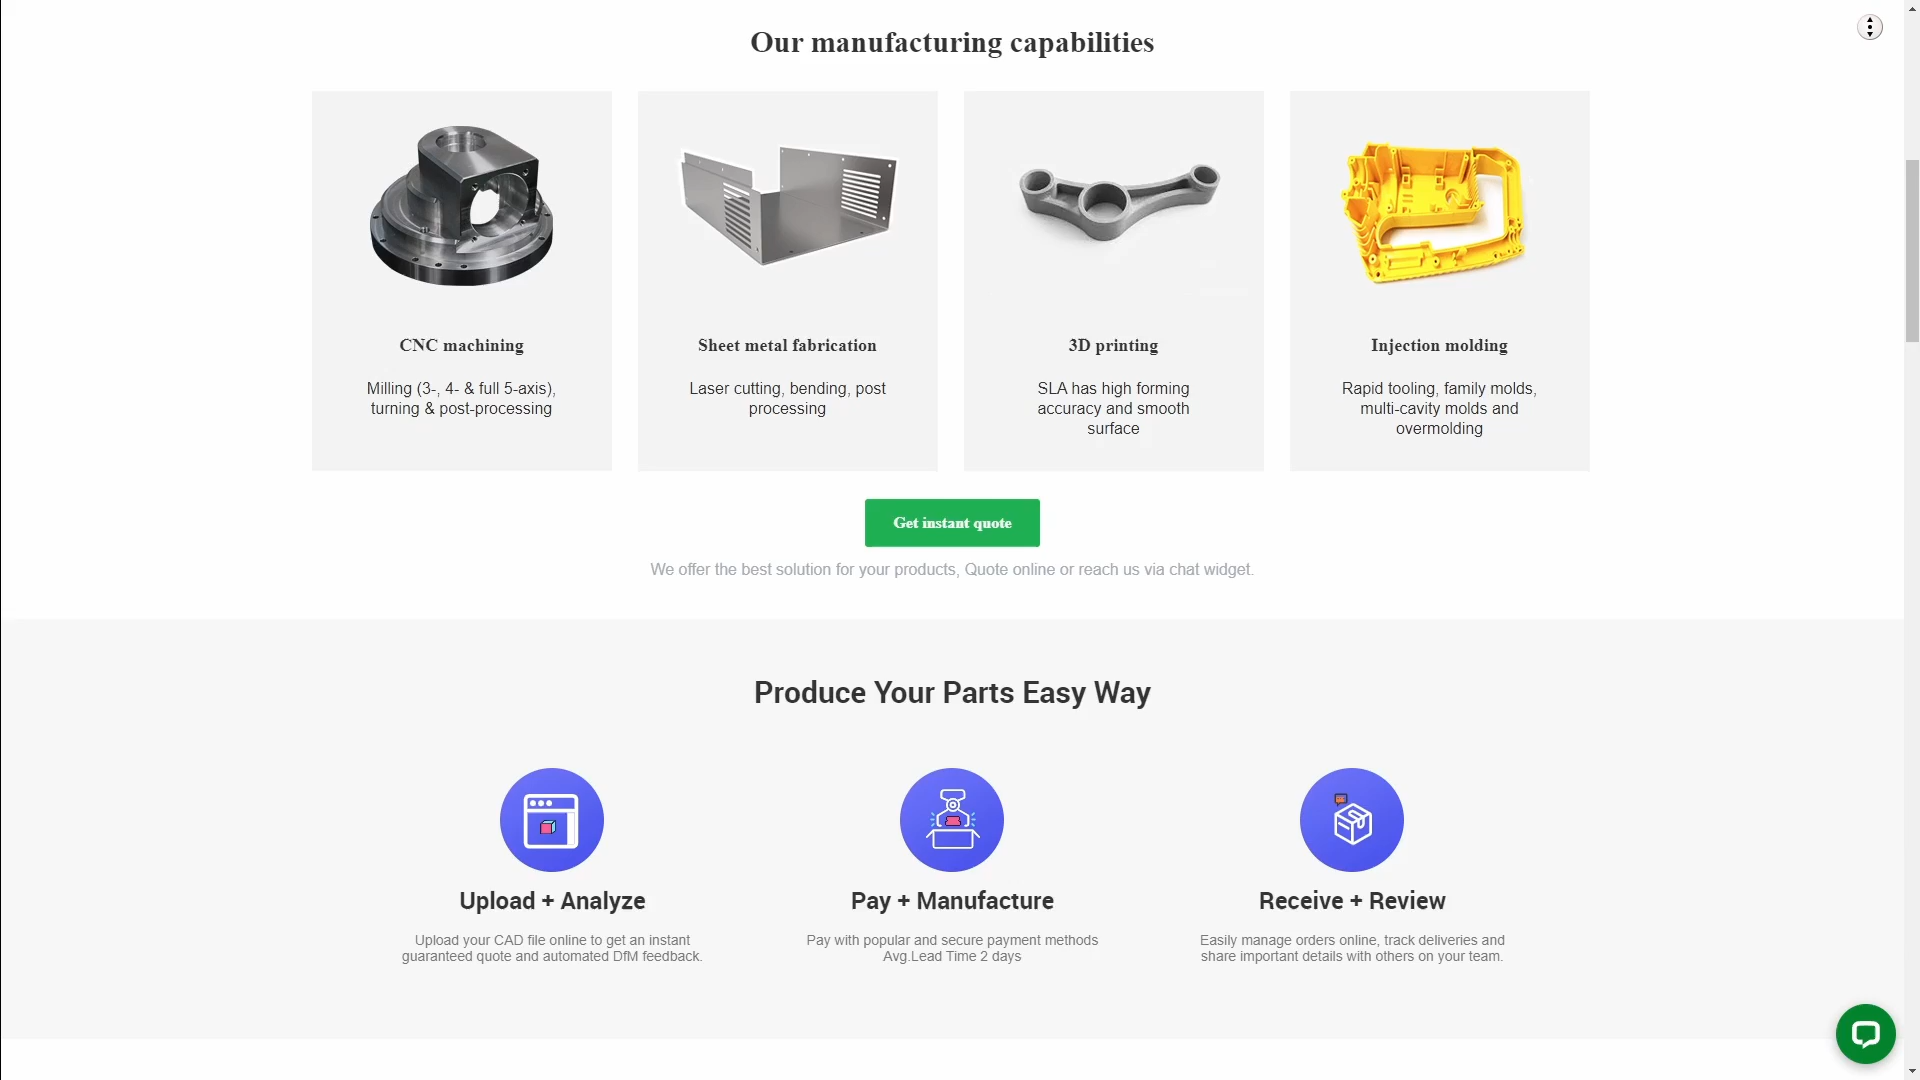 Our manufacturing capabilities
CNC machining
Milling (3-, 4- & full 5-axis),
turning & post-processing
Sheet metal fabrication
Laser cutting, bending, post
processing
3D printing
SLA has high forming
accuracy and smooth
surface
Injection molding
Rapid tooling, family molds,
multi-cavity molds and
overmolding
Get instant quote
We offer the best solution for your products, Quote online or reach us via chat widget.
Produce Your Parts Easy Way
Upload + Analyze
Upload your CAD file online to get an instant
guaranteed quote and automated DfM feedback.
Pay + Manufacture
Pay with popular and secure payment methods
Avg.Lead Time 2 days
Receive + Review
Easily manage orders online, track deliveries and
share important details with others on your team.